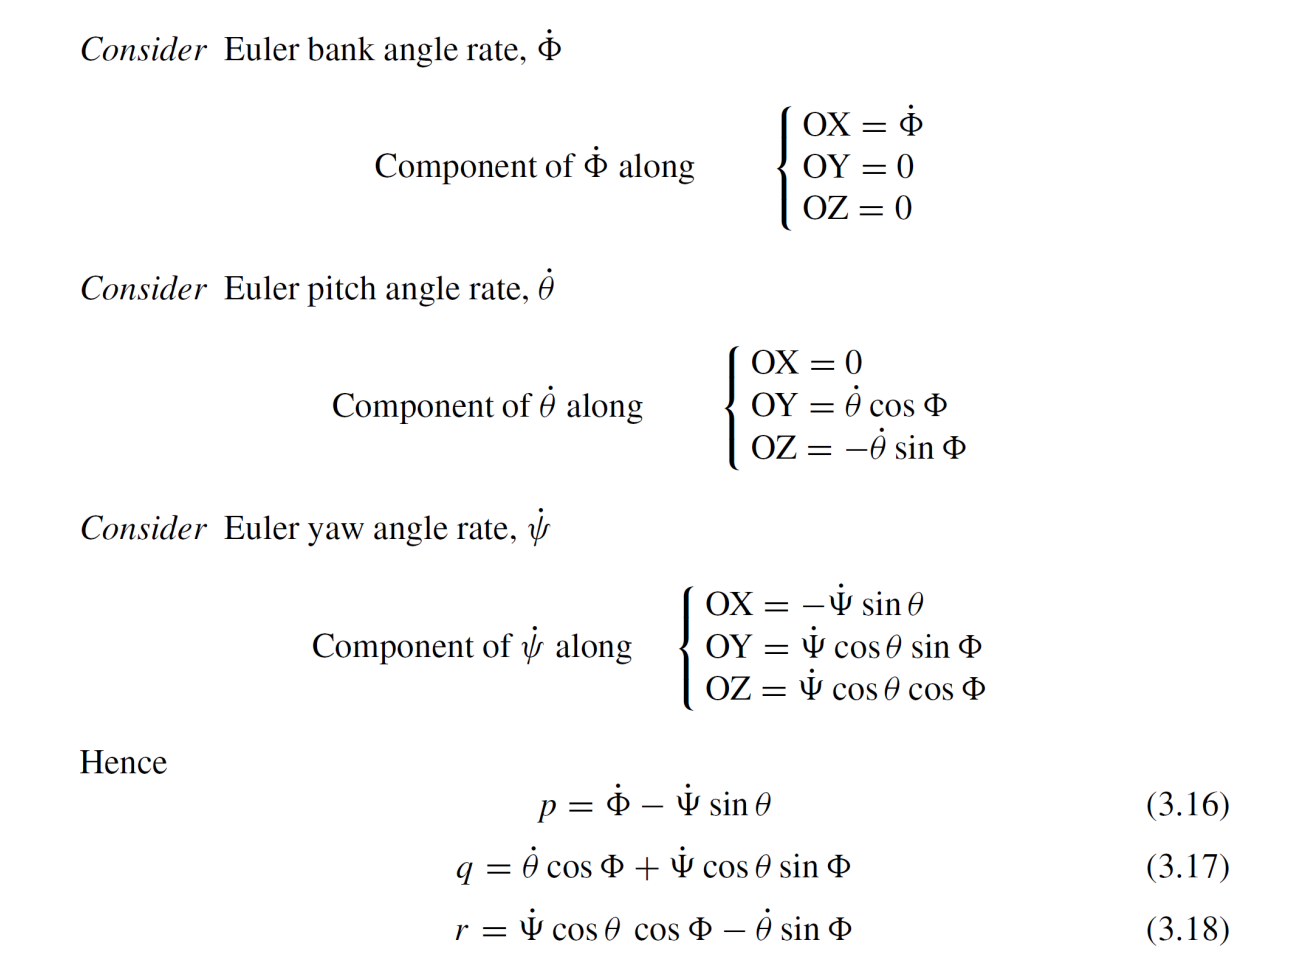 Consider Euler bank angle rate, Φ̇
OX = Φ̇
Component of Φ̇ along
OY = 0
OZ = 0
Consider Euler pitch angle rate, θ̇
OX = 0
Component of θ̇ along
OY = θ̇ cos Φ
OZ = −θ̇ sin Φ
Consider Euler yaw angle rate, ψ̇
OX = −Ψ̇ sin θ
Component of ψ̇ along
OY = Ψ̇ cos θ sin Φ
OZ = Ψ̇ cos θ cos Φ
Hence
p = Φ̇ − Ψ̇ sin θ (3.16)
q = θ̇ cos Φ + Ψ̇ cos θ sin Φ (3.17)
r = Ψ̇ cos θ cos Φ − θ̇ sin Φ (3.18)